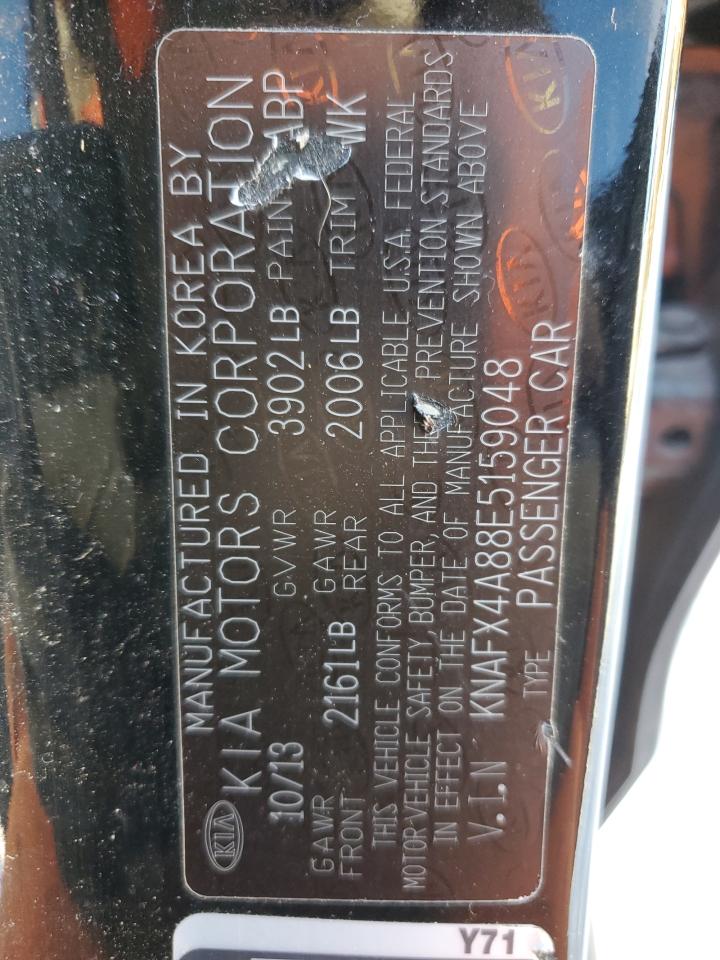 MANUFACTURED IN KOREA BY
KIA KIA MOTORS CORPORATION
10/13 GVWR 3902LB PAINT ABP
GAWR FRONT 2161LB GAWR REAR 2006LB TRIM WK
THIS VEHICLE CONFORMS TO ALL APPLICABLE U.S.A. FEDERAL
MOTOR VEHICLE SAFETY, BUMPER, AND THEFT PREVENTION STANDARDS
IN EFFECT ON THE DATE OF MANUFACTURE SHOWN ABOVE
V.I.N KNAFX4A88E5159048
TYPE PASSENGER CAR
Y71